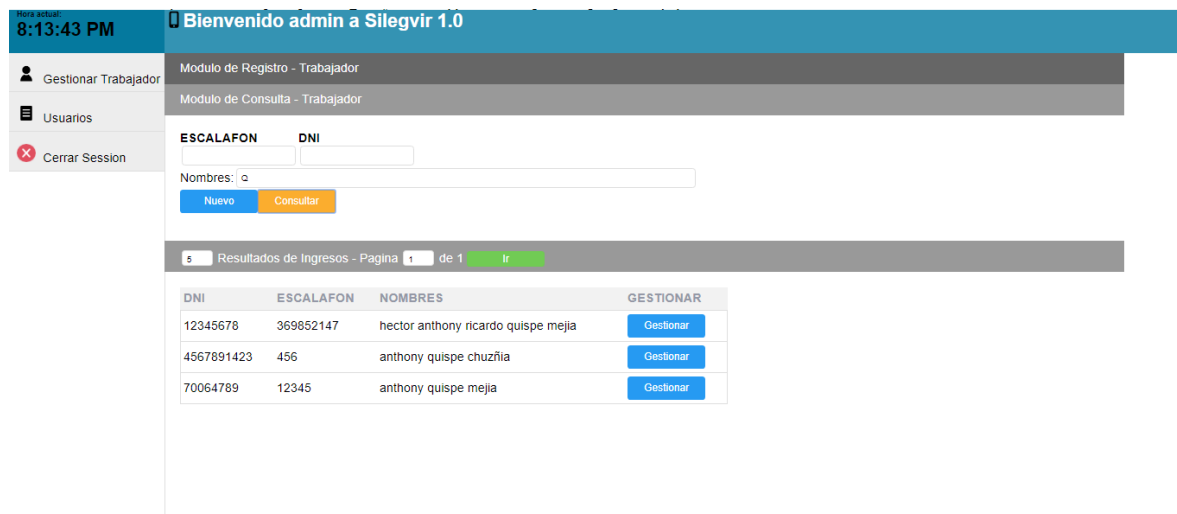 Hora actual:
8:13:43 PM
Bienvenido admin a Silegvir 1.0
Gestionar Trabajador
Usuarios
Cerrar Session
Modulo de Registro - Trabajador
Modulo de Consulta - Trabajador
ESCALAFON DNI
Nombres: Q
Nuevo Consultar
5 Resultados de Ingresos - Pagina 1 de 1 Ir
DNI ESCALAFON NOMBRES GESTIONAR
12345678 369852147 hector anthony ricardo quispe mejia Gestionar
4567891423 456 anthony quispe chuzñia Gestionar
70064789 12345 anthony quispe mejia Gestionar